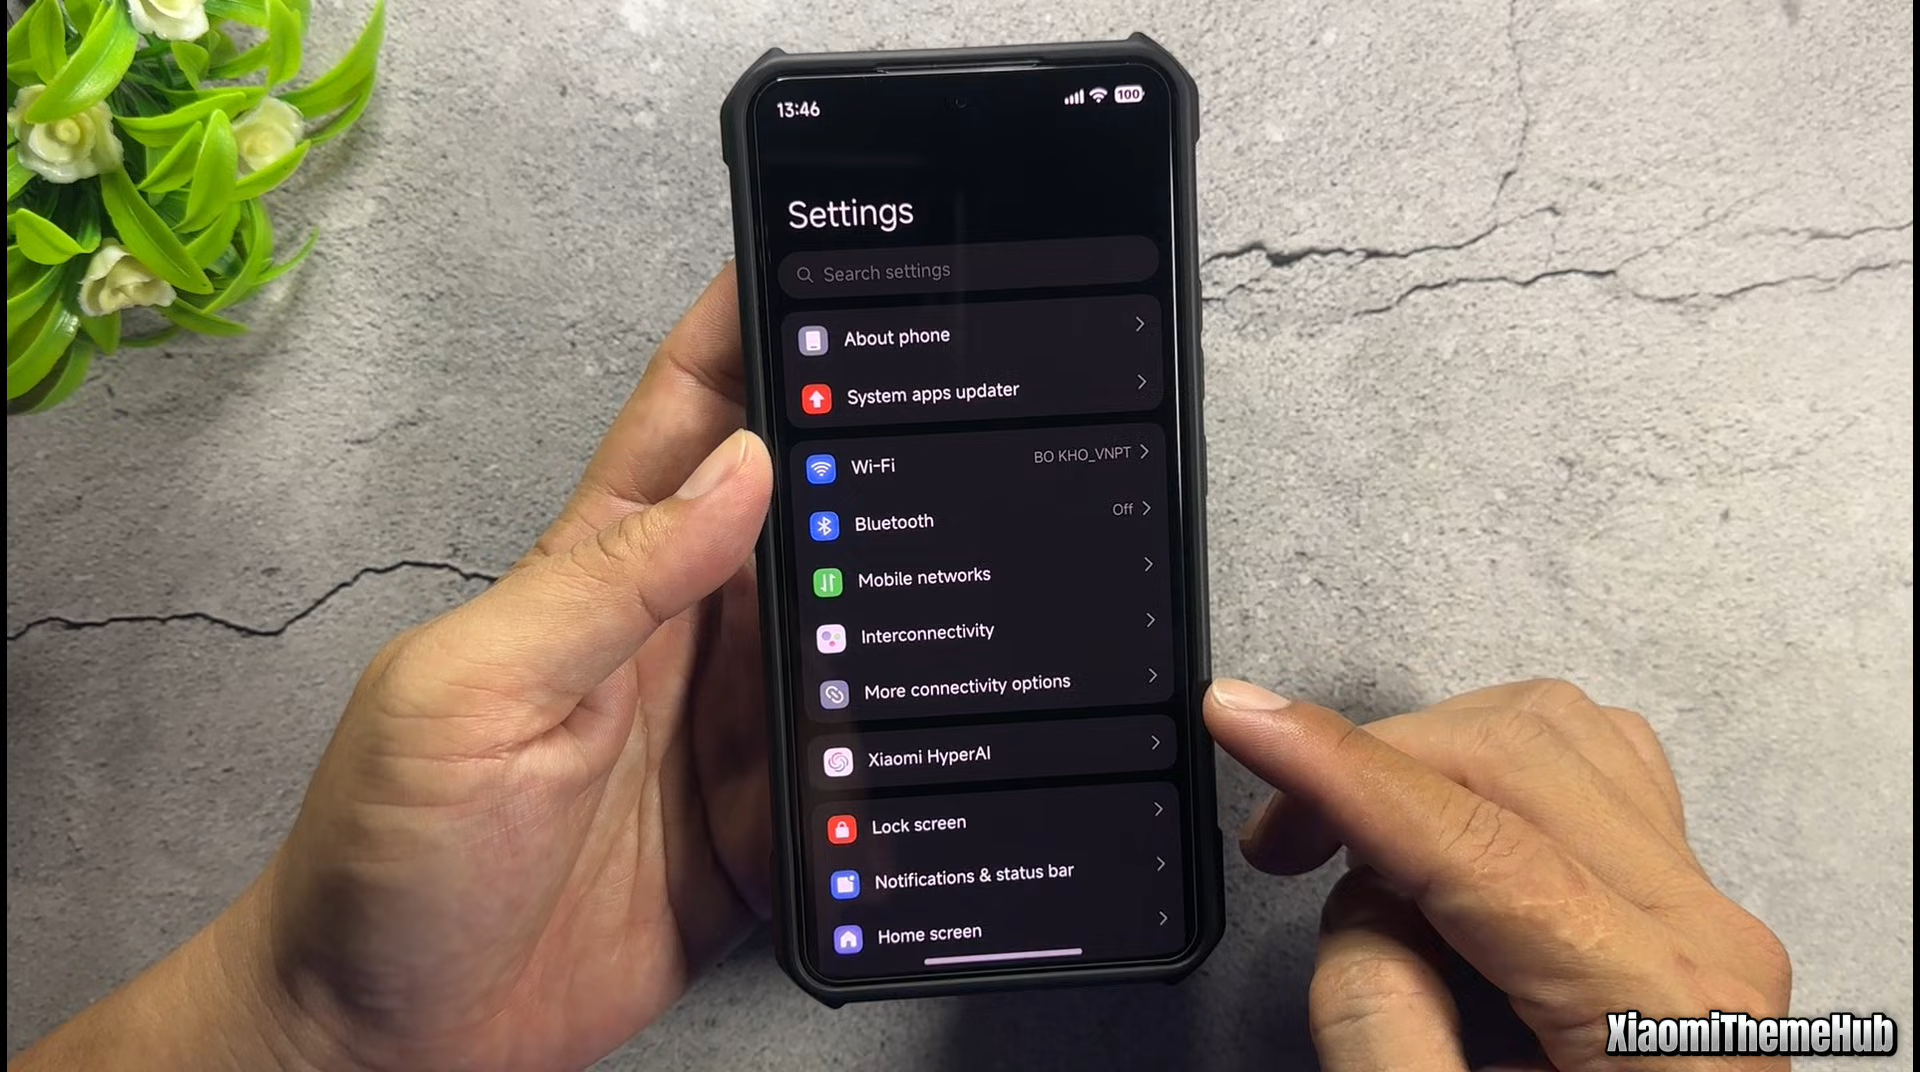 13:46
100
Settings
Search settings
About phone
System apps updater
Wi-Fi
BO KHO_VNPT
Bluetooth
Off
Mobile networks
Interconnectivity
More connectivity options
Xiaomi HyperAI
Lock screen
Notifications & status bar
Home screen
XiaomiThemeHub